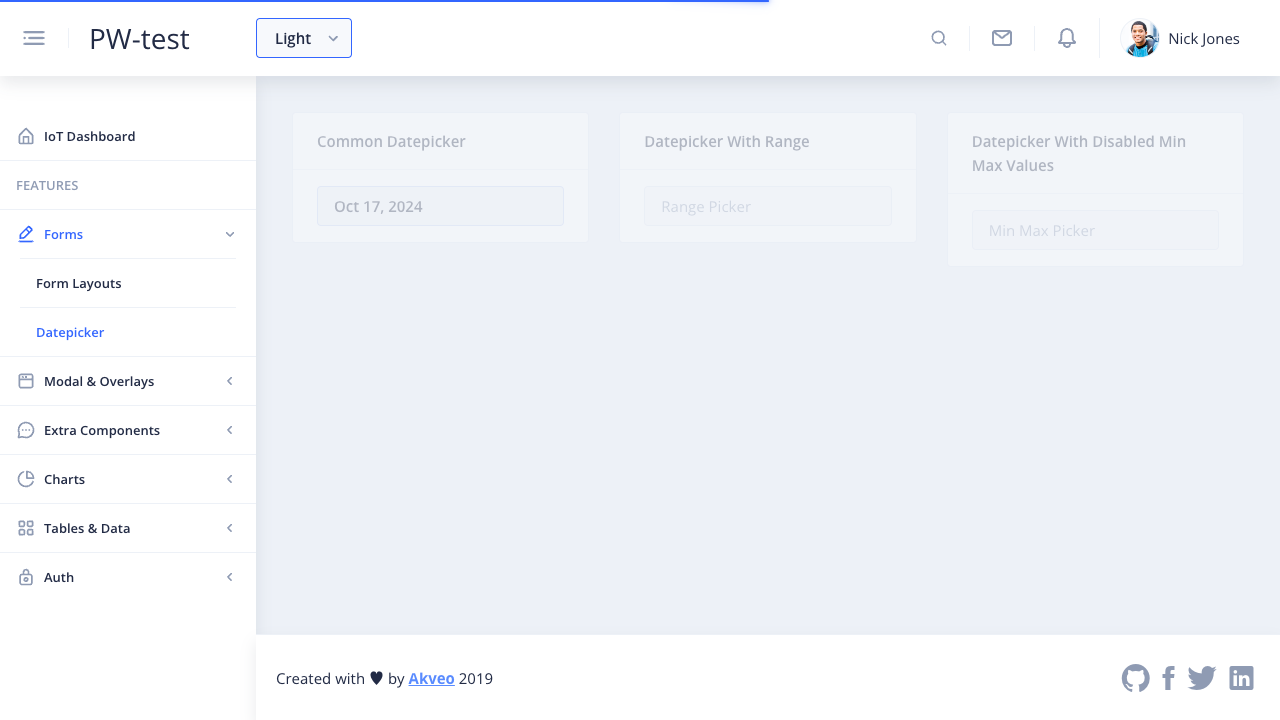 PW-test
Light
Nick Jones
IoT Dashboard
FEATURES
Forms
Form Layouts
Datepicker
Modal & Overlays
Extra Components
Charts
Tables & Data
Auth
Common Datepicker
Oct 17, 2024
Datepicker With Range
Range Picker
Datepicker With Disabled Min
Max Values
Min Max Picker
Created with ♥ by Akveo 2019